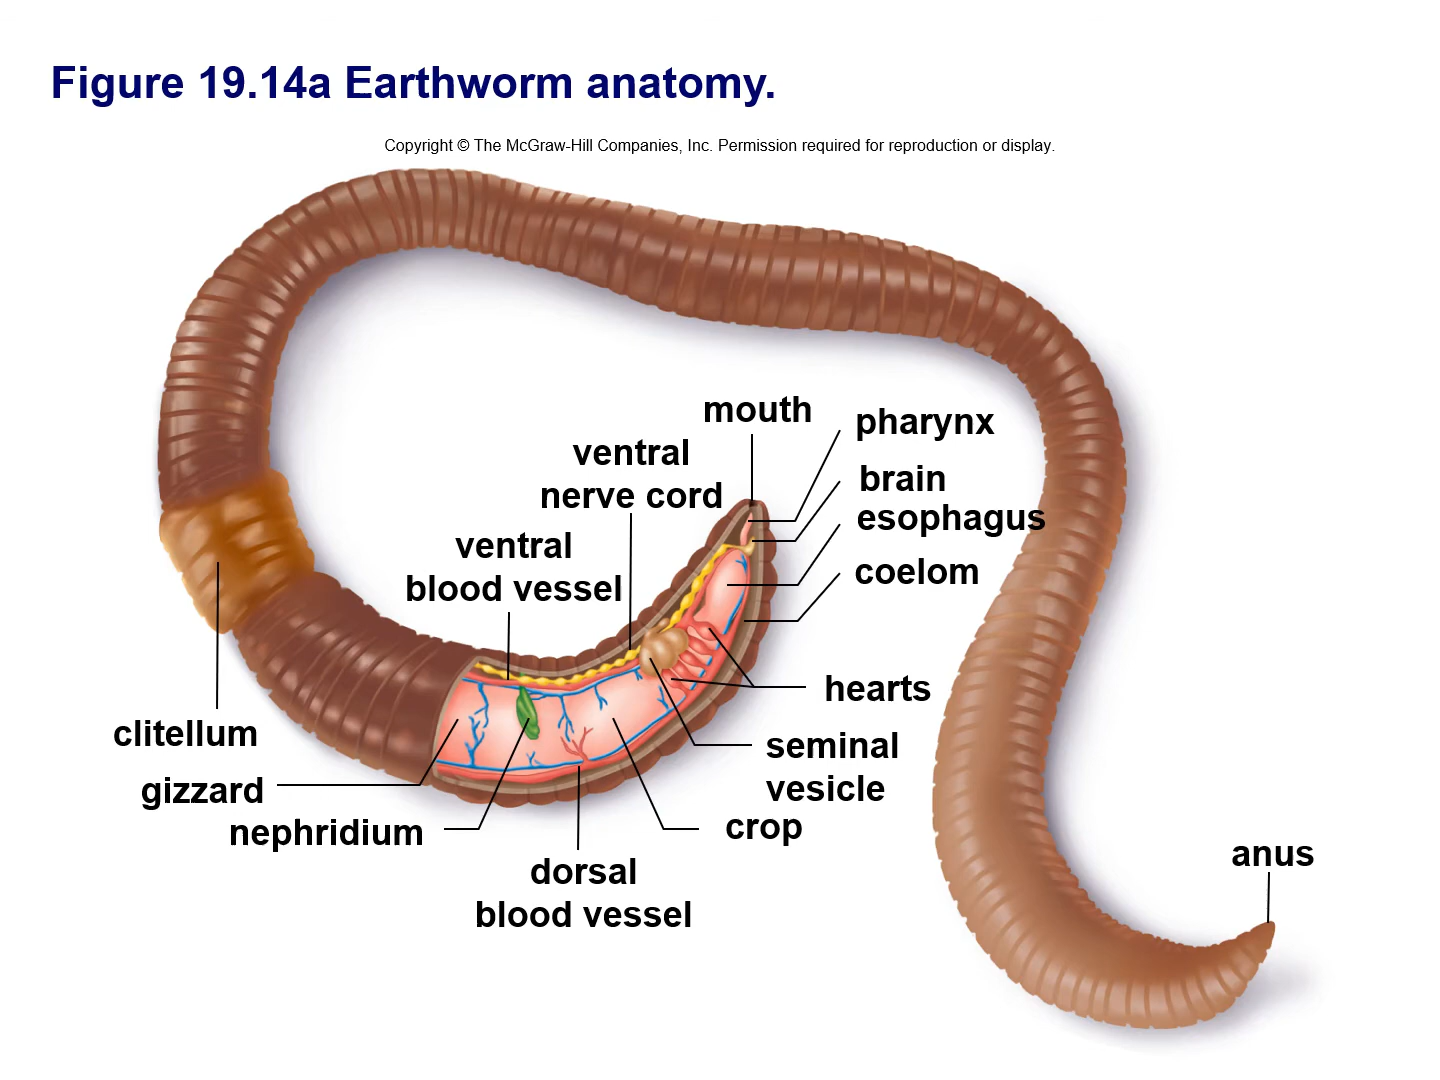 Figure 19.14a Earthworm anatomy.
Copyright © The McGraw-Hill Companies, Inc. Permission required for reproduction or display.
mouth
pharynx
ventral
nerve cord
brain
esophagus
ventral
blood vessel
coelom
hearts
clitellum
seminal
vesicle
gizzard
nephridium
crop
dorsal
blood vessel
anus